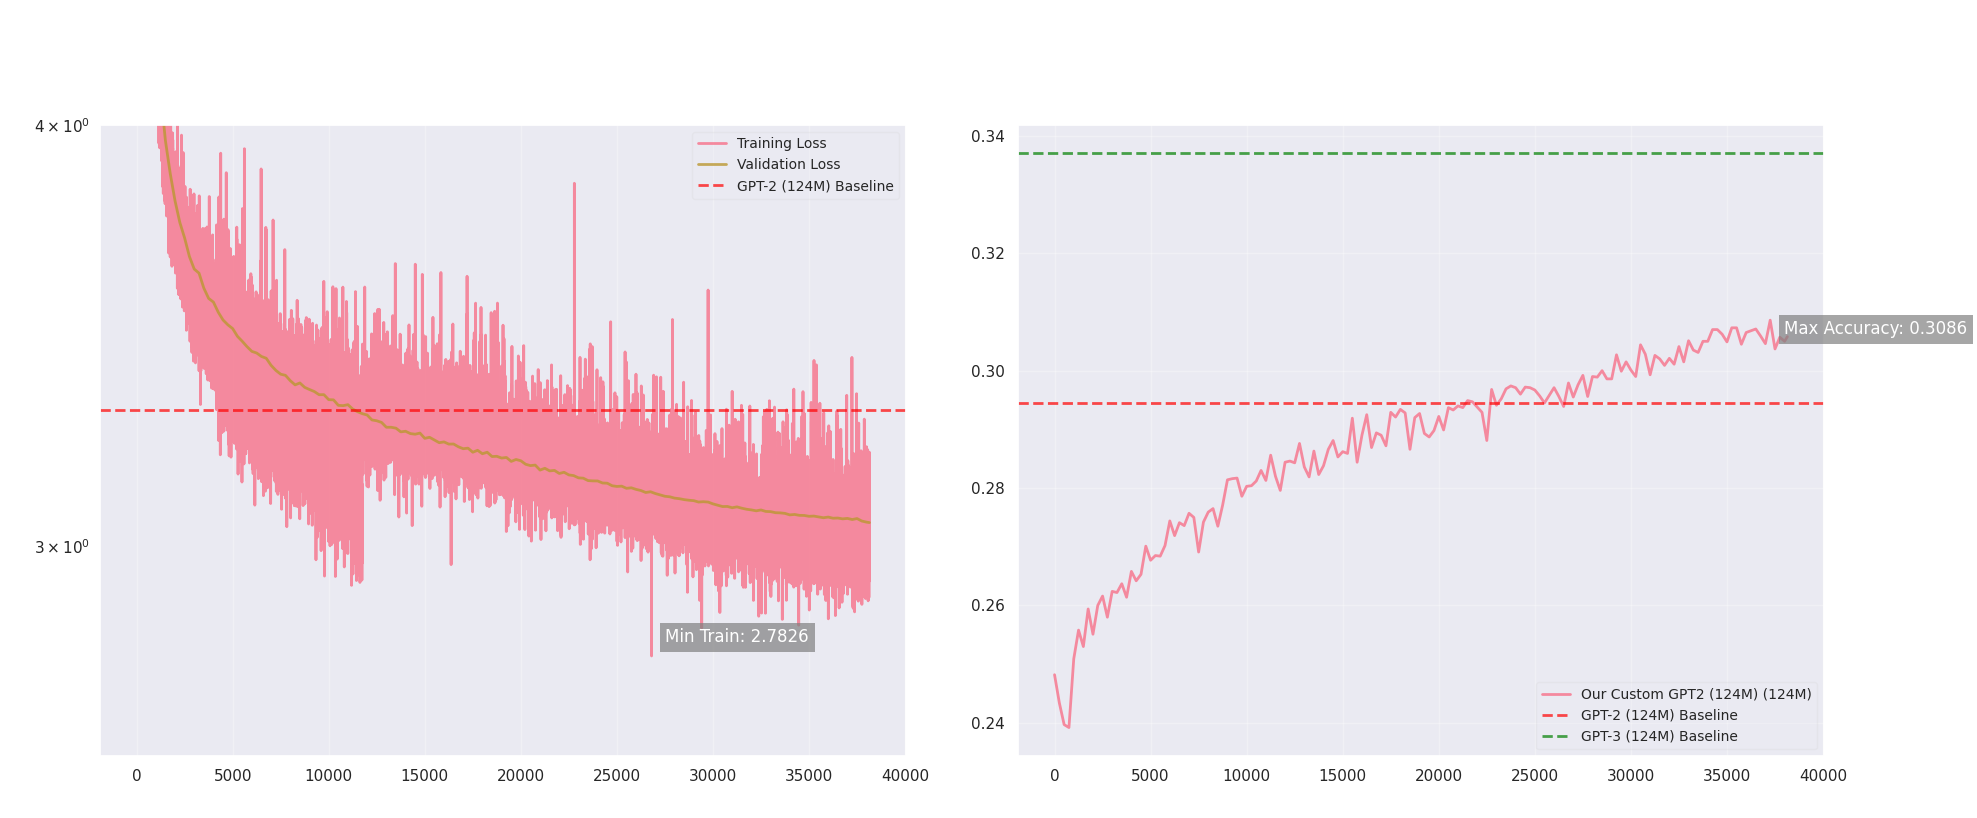 4 × 10⁰
3 × 10⁰
Training Loss
Validation Loss
GPT-2 (124M) Baseline
Min Train: 2.7826
0 5000 10000 15000 20000 25000 30000 35000 40000
0.34
0.32
0.30
0.28
0.26
0.24
Max Accuracy: 0.3086
Our Custom GPT2 (124M) (124M)
GPT-2 (124M) Baseline
GPT-3 (124M) Baseline
0 5000 10000 15000 20000 25000 30000 35000 40000